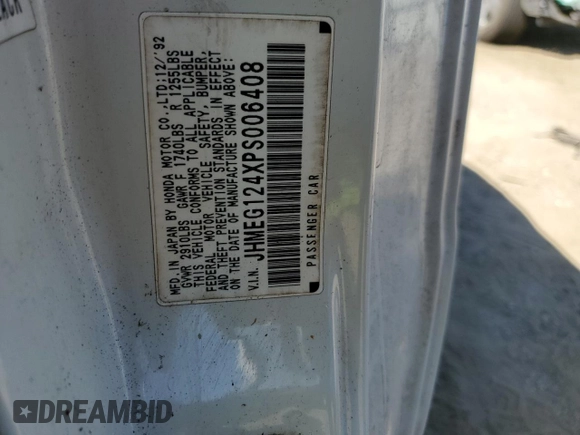 MFD. IN JAPAN BY HONDA MOTOR CO.,LTD:12/'92
GVWR 2910LBS GAWR F 1740LBS R 1255LBS
THIS VEHICLE CONFORMS TO ALL APPLICABLE
FEDERAL MOTOR VEHICLE SAFETY, BUMPER,
AND THEFT PREVENTION STANDARDS IN EFFECT
ON THE DATE OF MANUFACTURE SHOWN ABOVE:
V.I.N. JHMEG124XPS006408
PASSENGER CAR
DREAMBID